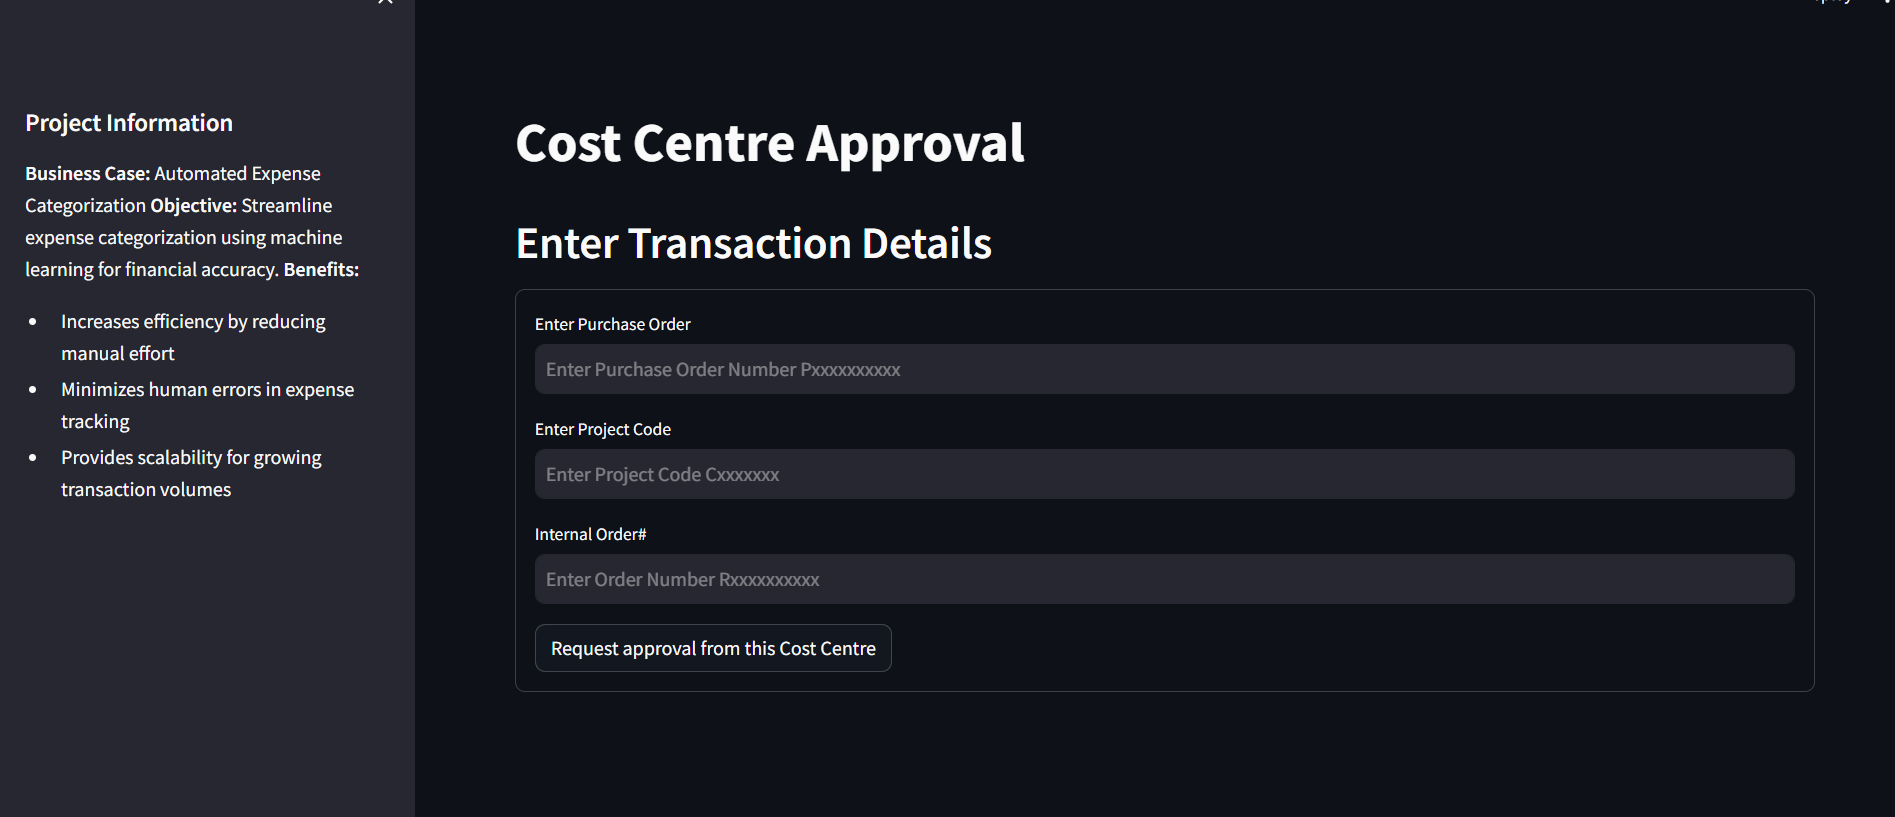 Project Information
Business Case: Automated Expense
Categorization Objective: Streamline
expense categorization using machine
learning for financial accuracy. Benefits:
• Increases efficiency by reducing
manual effort
• Minimizes human errors in expense
tracking
• Provides scalability for growing
transaction volumes
Cost Centre Approval
Enter Transaction Details
Enter Purchase Order
Enter Purchase Order Number Pxxxxxxxxxx
Enter Project Code
Enter Project Code Cxxxxxxx
Internal Order#
Enter Order Number Rxxxxxxxxxx
Request approval from this Cost Centre